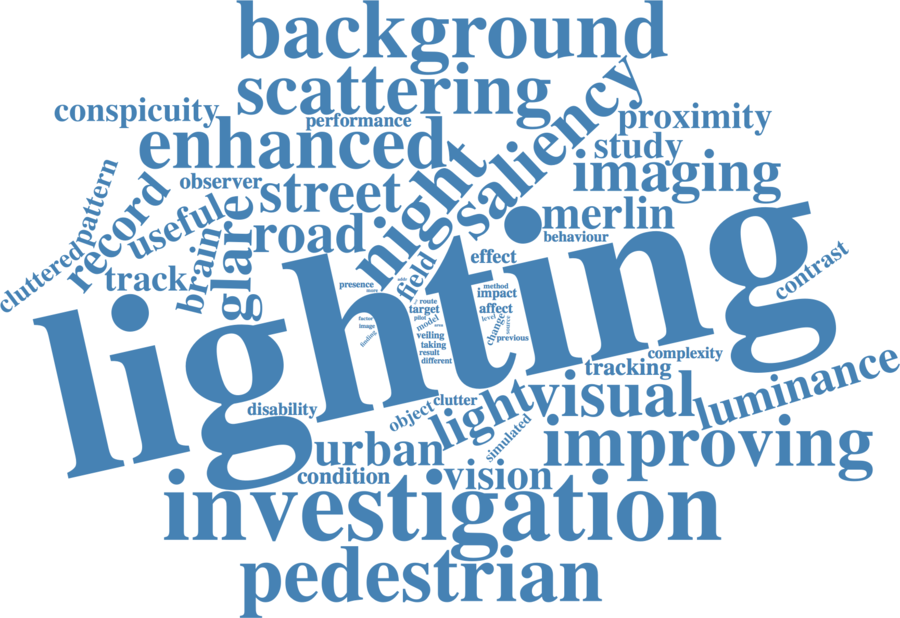 background
scattering
conspicuity
performance
proximity
enhanced
saliency
study
night
imaging
observer
street
record
useful
cluttered
pattern
merlin
behaviour
road
glare
brain
track
effect
field
contrast
presence
method
impact
route
target
pilot
affect
level
change
source
model
factor
image
finding
veiling
taking
result
different
previous
lighting
complexity
tracking
luminance
visual
light
clutter
object
disability
simulated
urban
improving
condition
vision
investigation
pedestrian